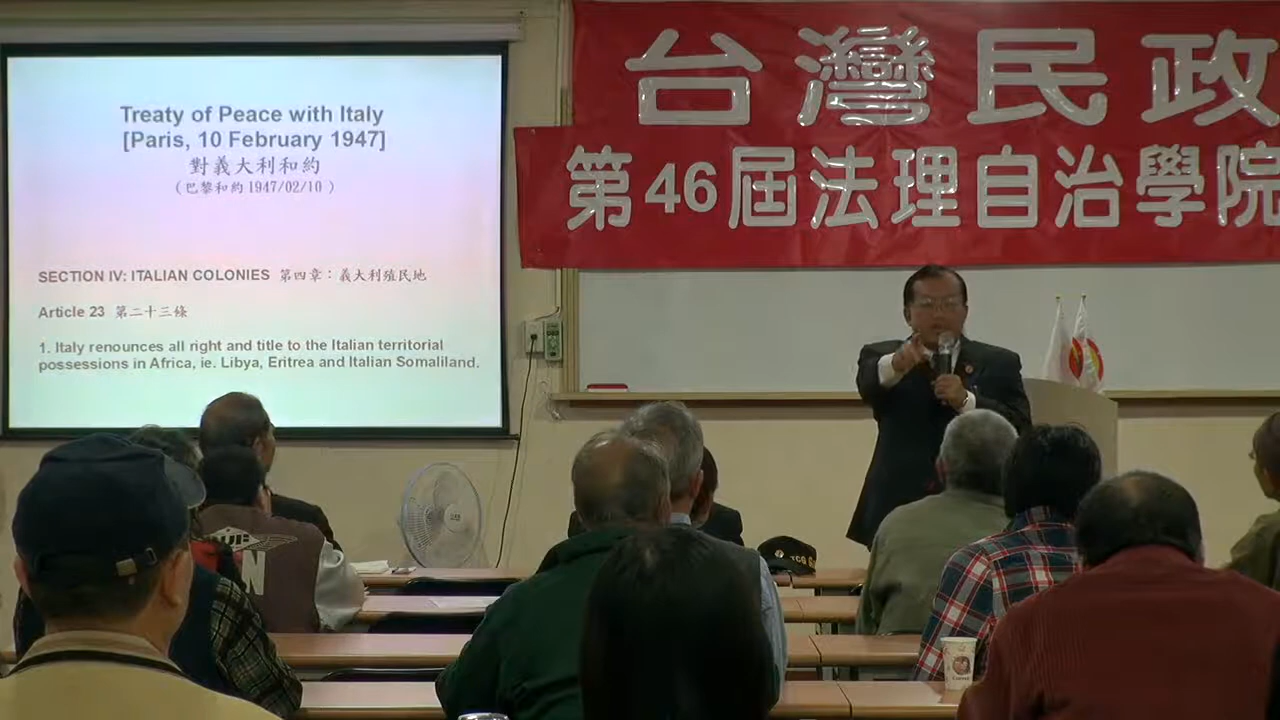 Treaty of Peace with Italy
[Paris, 10 February 1947]
對義大利和約
（巴黎和約 1947/02/10 ）
SECTION IV: ITALIAN COLONIES 第四章：義大利殖民地
Article 23 第二十三條
1. Italy renounces all right and title to the Italian territorial
possessions in Africa, ie. Libya, Eritrea and Italian Somaliland.
台灣民政
第46屆法理自治學院